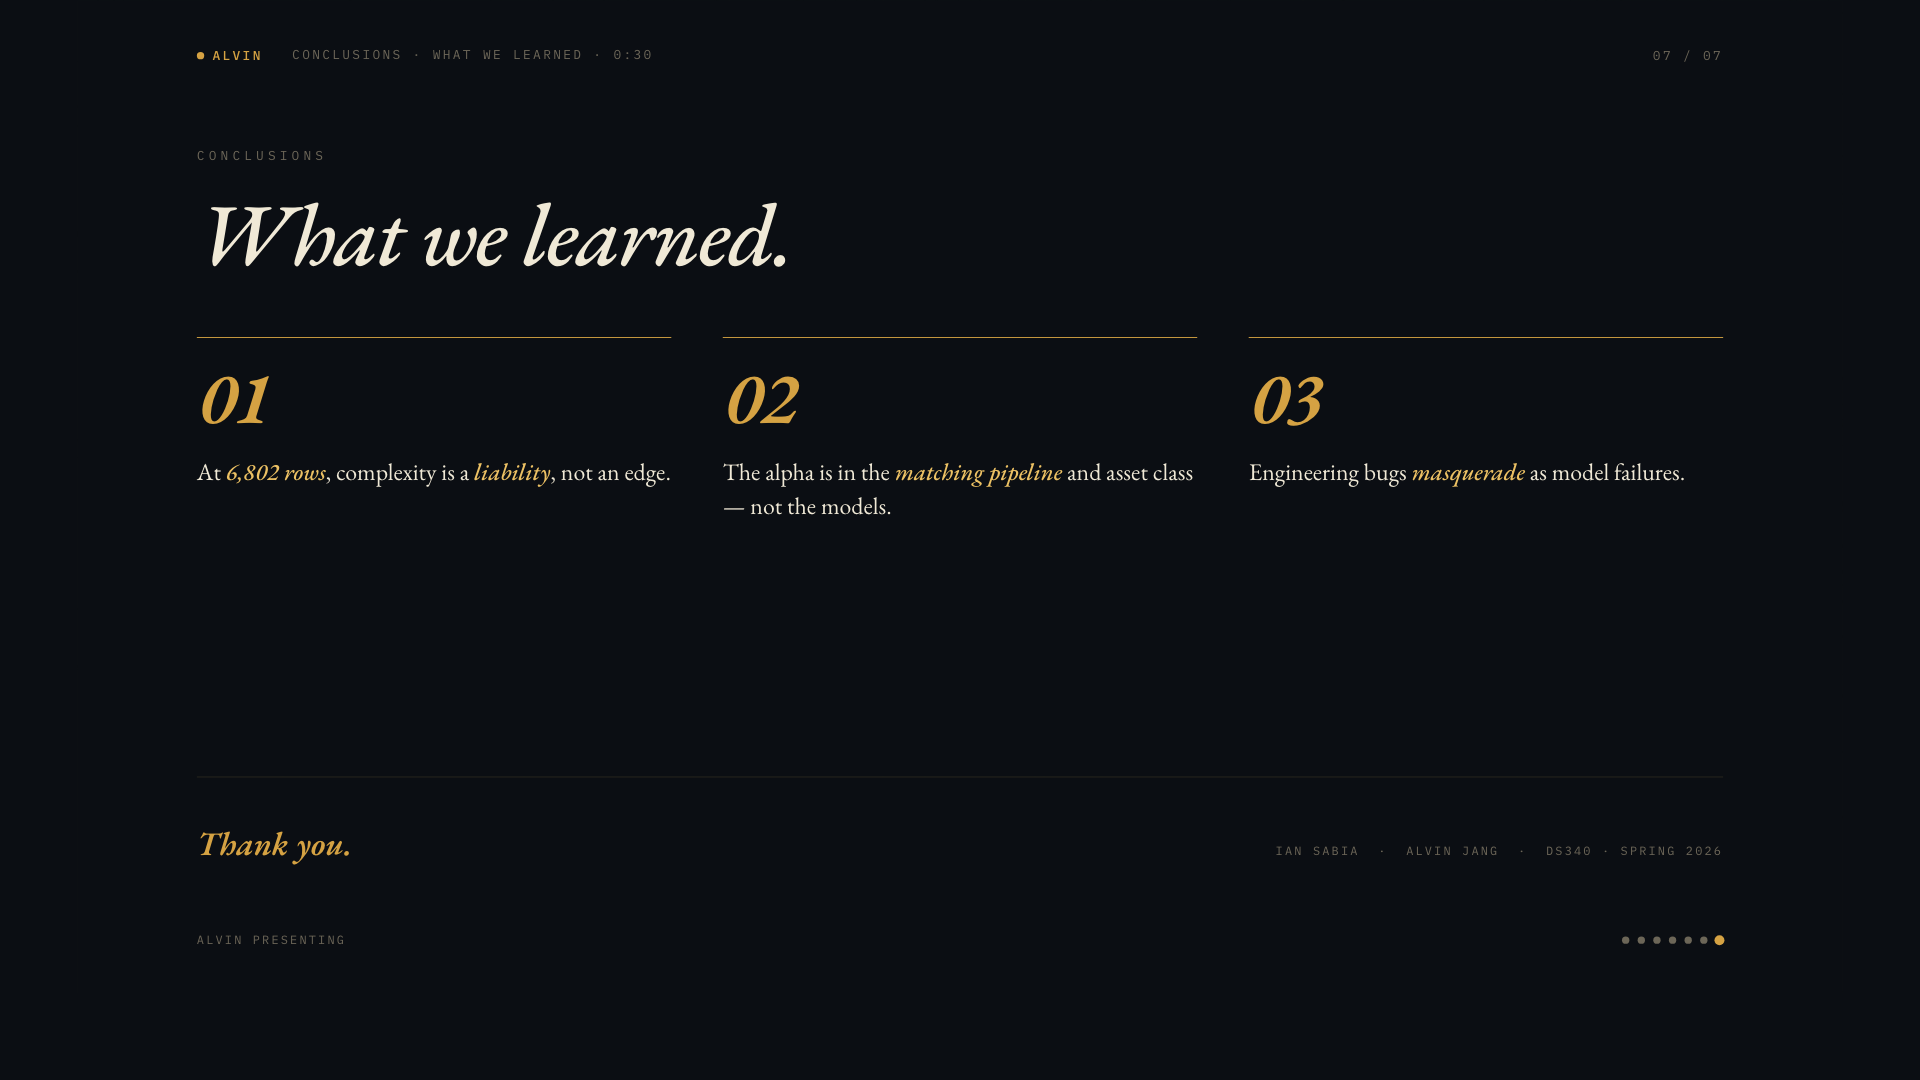 ALVIN CONCLUSIONS · WHAT WE LEARNED · 0:30 07 / 07
CONCLUSIONS
What we learned.
01
At 6,802 rows, complexity is a liability, not an edge.
02
The alpha is in the matching pipeline and asset class
— not the models.
03
Engineering bugs masquerade as model failures.
Thank you.
IAN SABIA · ALVIN JANG · DS340 · SPRING 2026
ALVIN PRESENTING